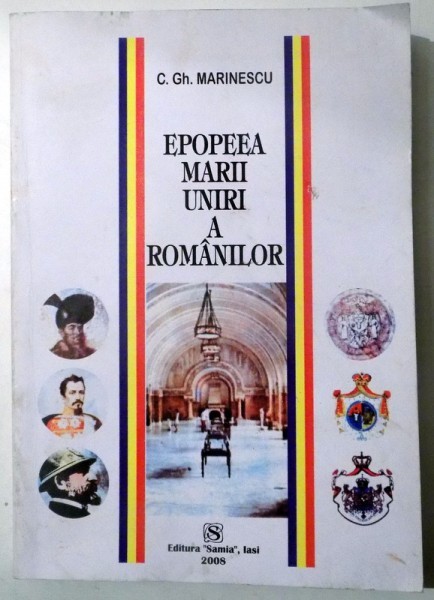 C. Gh. MARINESCU
EPOPEEA
MARII
UNIRI
A
ROMÂNILOR
Editura "Samia", Iasi
2008